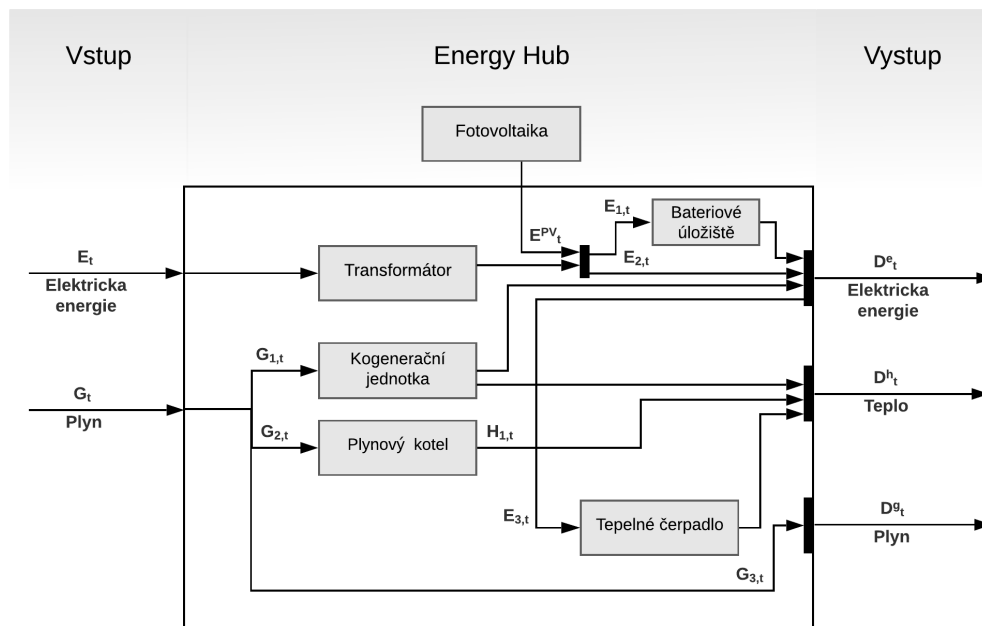 Vstup
Energy Hub
Vystup
Fotovoltaika
E1,t
Bateriové
úložiště
EPVt
E2,t
Et
Elektricka
energie
Transformátor
Det
Elektricka
energie
G1,t
Kogenerační
jednotka
Gt
Plyn
Dht
Teplo
G2,t
Plynový kotel
H1,t
E3,t
Tepelné čerpadlo
Dgt
Plyn
G3,t